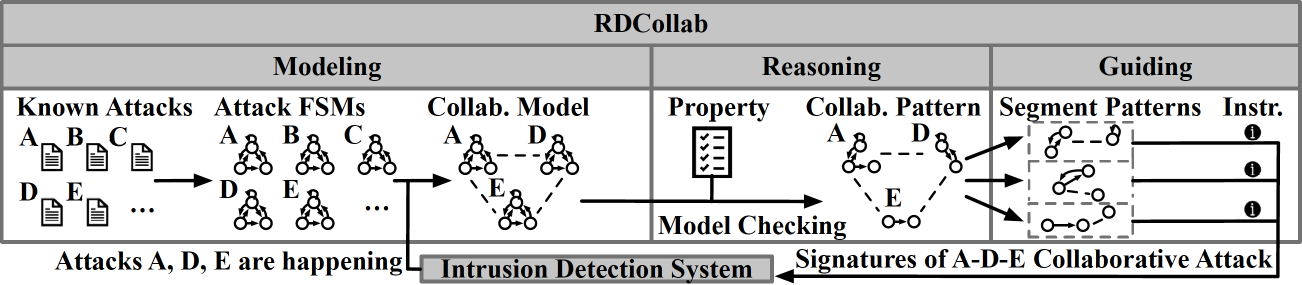 RDCollab
Modeling
Reasoning
Guiding
Known Attacks
Attack FSMs
Collab. Model
Property
Collab. Pattern
Segment Patterns
Instr.
A B C
D E ...
A B C
D E ...
A D
E
A D
E
i
i
i
Model Checking
Attacks A, D, E are happening
Intrusion Detection System
Signatures of A-D-E Collaborative Attack